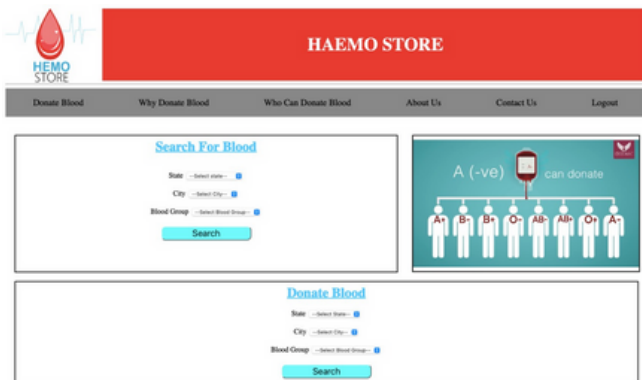 HEMO
STORE
HAEMO STORE
Donate Blood Why Donate Blood Who Can Donate Blood About Us Contact Us Logout
Search For Blood
State --Select state--
City --Select City--
Blood Group --Select Blood Group--
Search
A (-ve) can donate
A+ B- B+ O- AB- AB+ O+ A-
Donate Blood
State --Select State--
City --Select City--
Blood Group --Select Blood Group--
Search